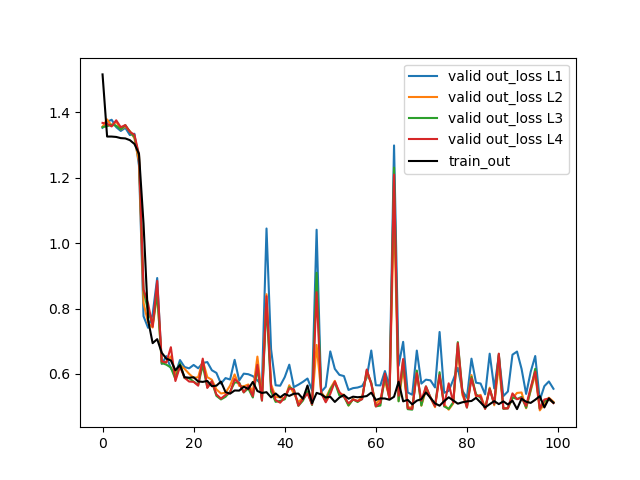 valid out_loss L1
valid out_loss L2
valid out_loss L3
valid out_loss L4
train_out
1.4
1.2
1.0
0.8
0.6
0 20 40 60 80 100